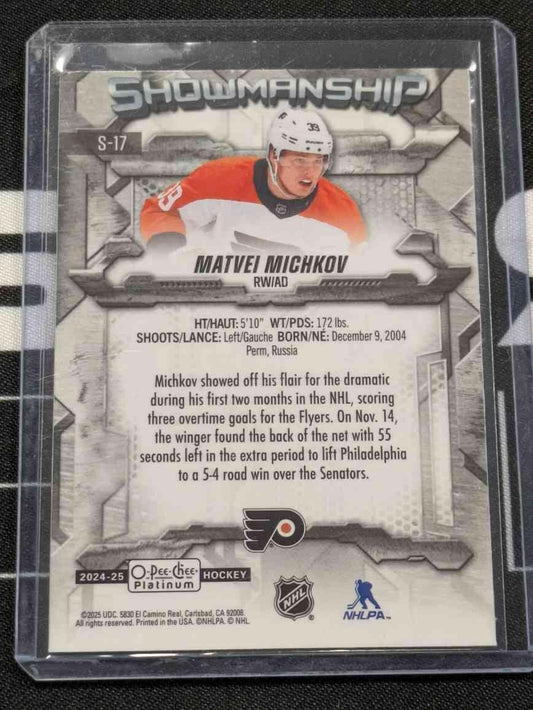 SHOWMANSHIP
S-17
39
39
MATVEI MICHKOV
RW/AD
HT/HAUT: 5'10" WT/PDS: 172 lbs.
SHOOTS/LANCE: Left/Gauche BORN/NÉ: December 9, 2004
Perm, Russia
Michkov showed off his flair for the dramatic
during his first two months in the NHL, scoring
three overtime goals for the Flyers. On Nov. 14,
the winger found the back of the net with 55
seconds left in the extra period to lift Philadelphia
to a 5-4 road win over the Senators.
2024-25 O-Pee-Chee Platinum HOCKEY
©2025 UDC. 5830 El Camino Real, Carlsbad, CA 92008.
All rights reserved. Printed in the USA. ©NHLPA. © NHL.
NHL
NHLPA